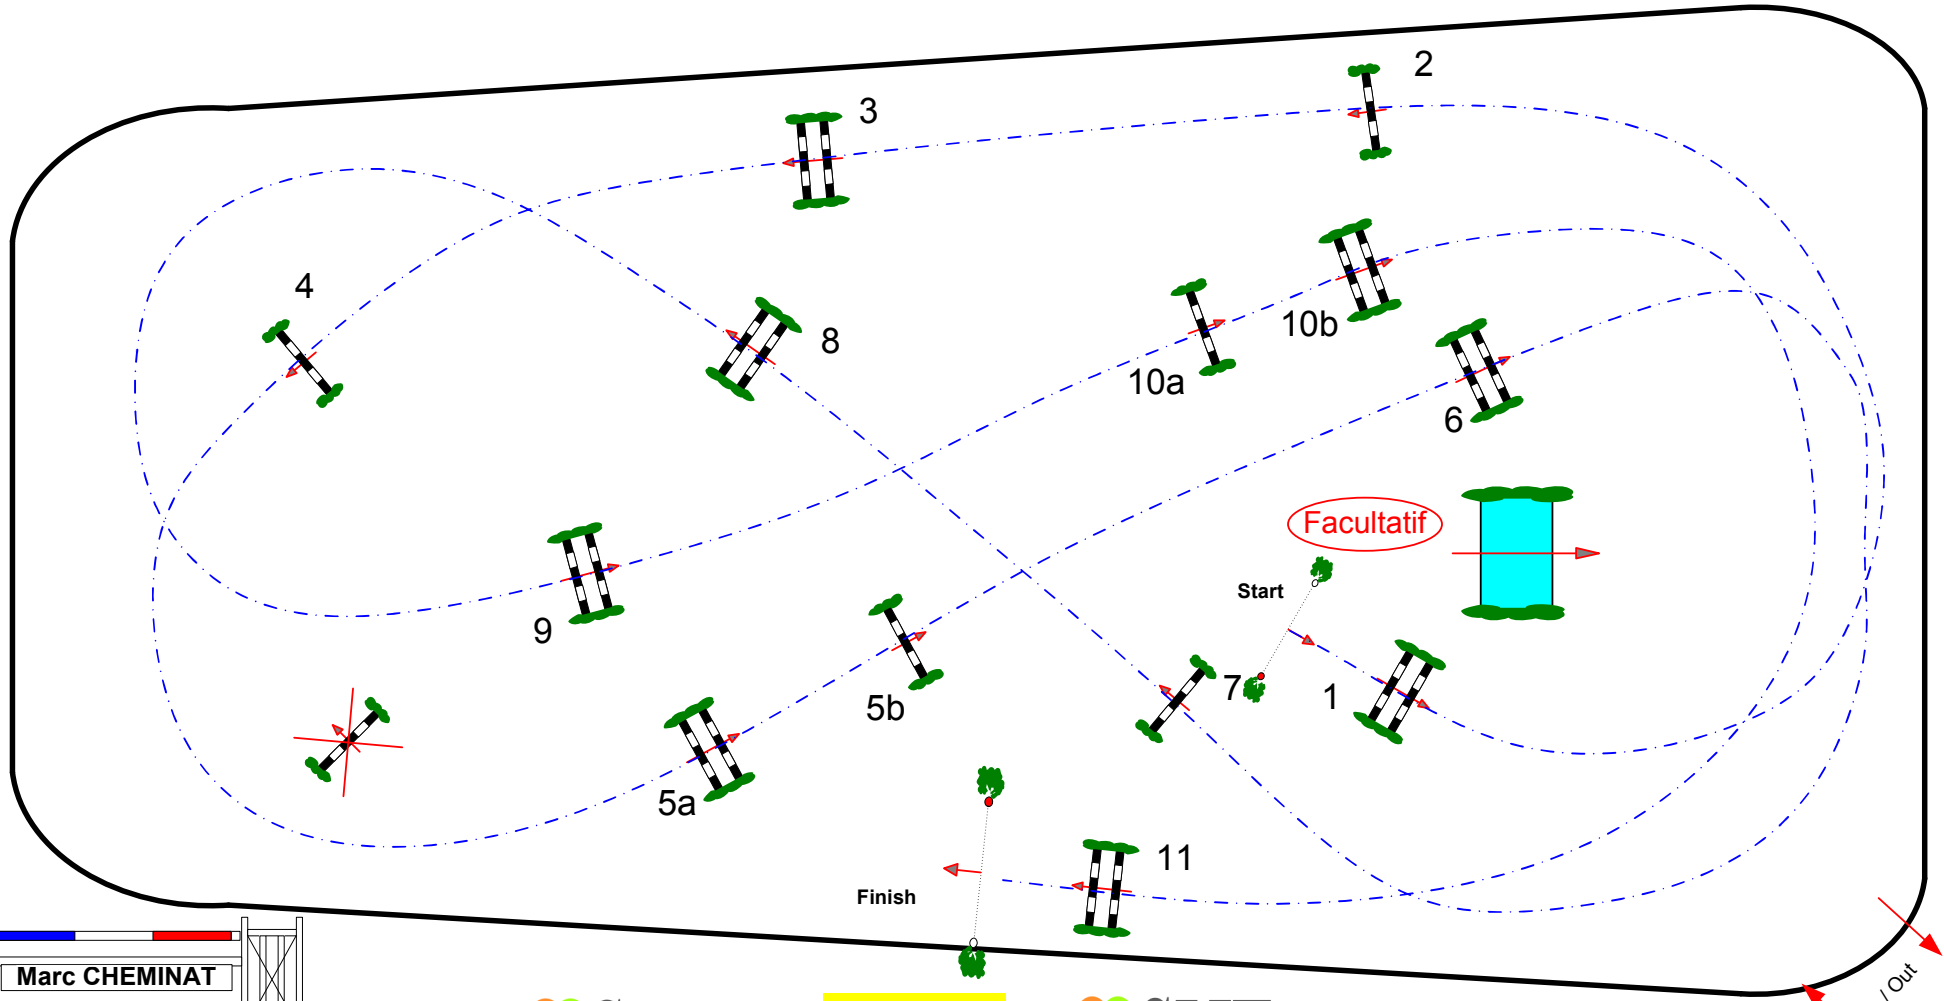 2
3
4
8
10b
10a
6
Facultatif
Start
9
7
1
5b
5a
11
Finish
Marc CHEMINAT
/ Out